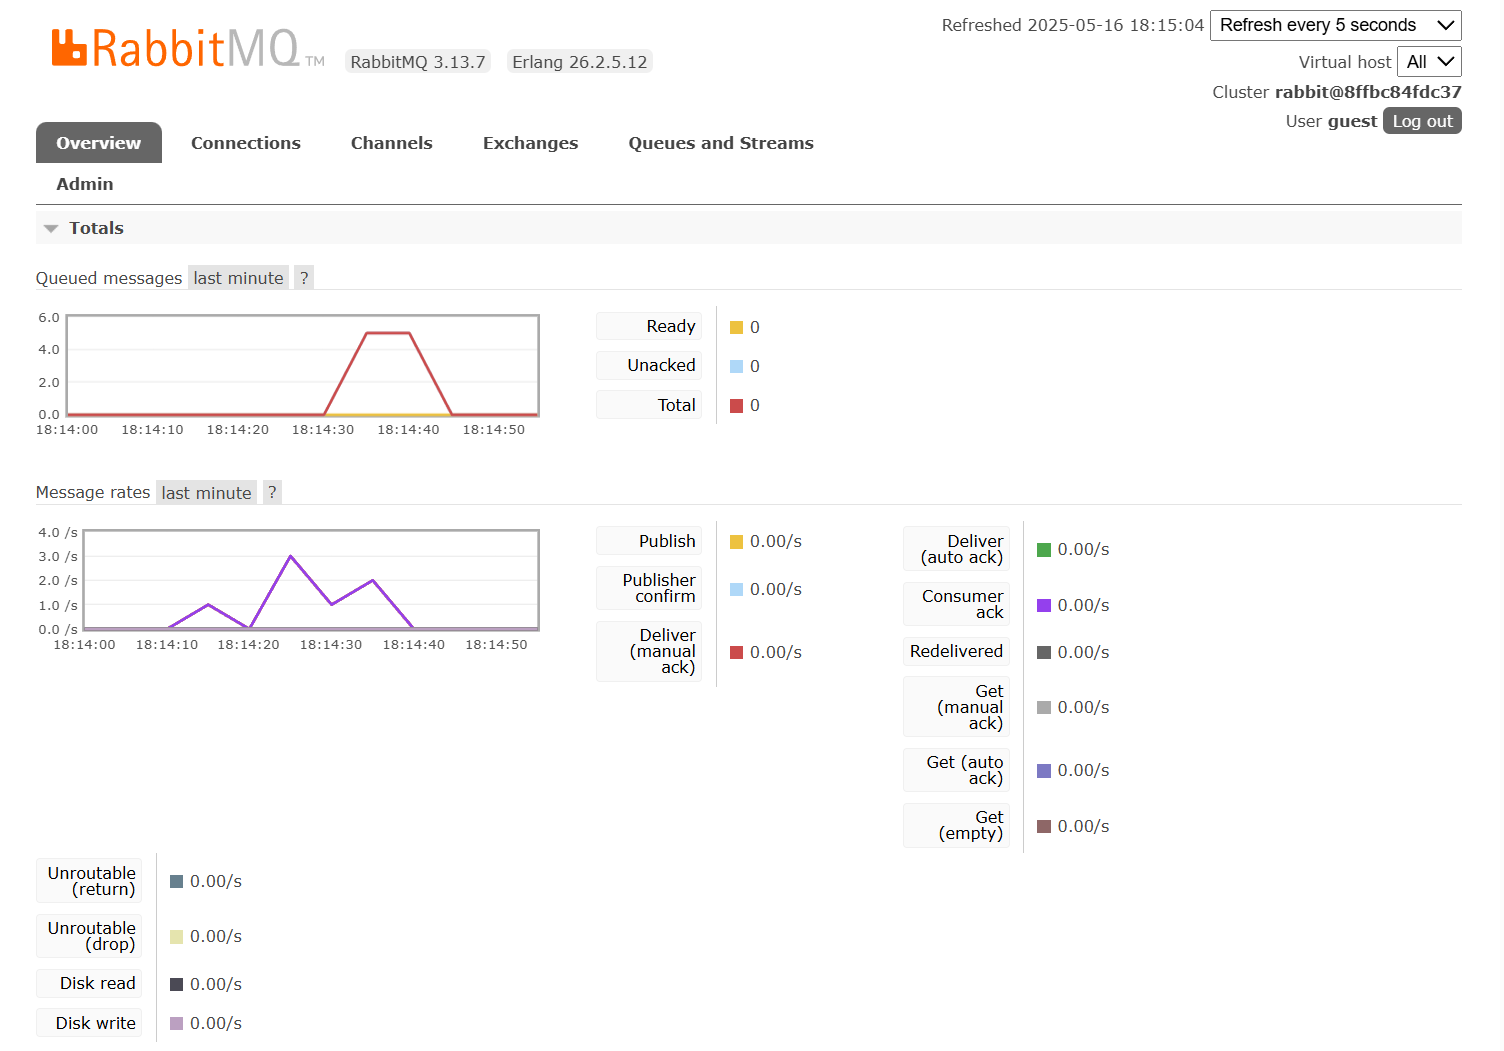 RabbitMQ TM
RabbitMQ 3.13.7
Erlang 26.2.5.12
Refreshed 2025-05-16 18:15:04
Refresh every 5 seconds
Virtual host
All
Cluster rabbit@8ffbc84fdc37
User guest
Log out
Overview
Connections
Channels
Exchanges
Queues and Streams
Admin
Totals
Queued messages last minute ?
6.0
4.0
2.0
0.0
18:14:00 18:14:10 18:14:20 18:14:30 18:14:40 18:14:50
Ready 0
Unacked 0
Total 0
Message rates last minute ?
4.0 /s
3.0 /s
2.0 /s
1.0 /s
0.0 /s
18:14:00 18:14:10 18:14:20 18:14:30 18:14:40 18:14:50
Publish 0.00/s
Publisher
confirm 0.00/s
Deliver
(manual
ack) 0.00/s
Deliver
(auto ack) 0.00/s
Consumer
ack 0.00/s
Redelivered 0.00/s
Get
(manual
ack) 0.00/s
Get (auto
ack) 0.00/s
Get
(empty) 0.00/s
Unroutable
(return) 0.00/s
Unroutable
(drop) 0.00/s
Disk read 0.00/s
Disk write 0.00/s